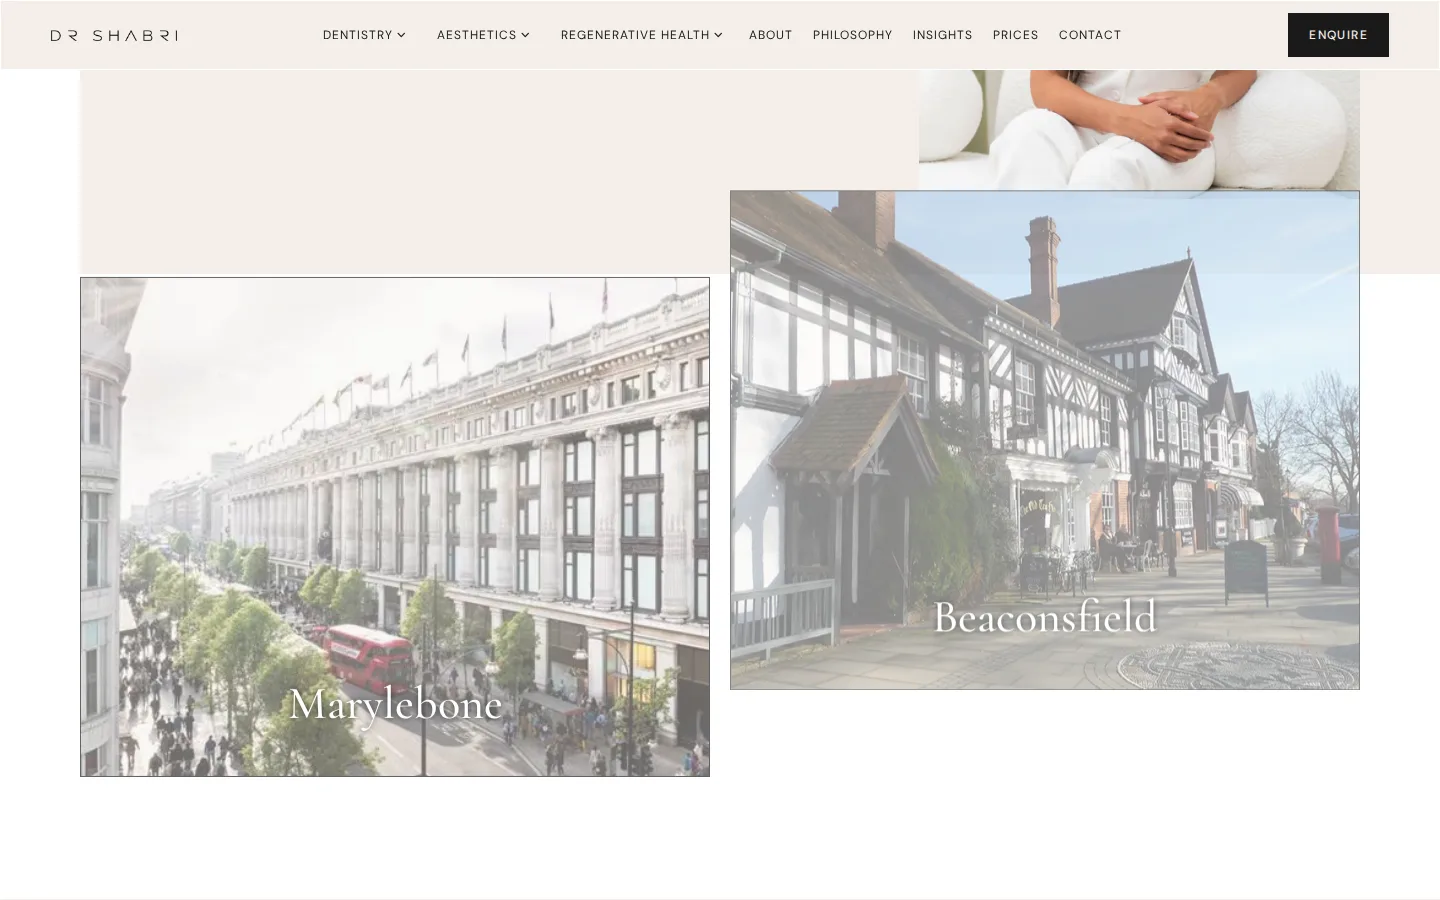 DR SHABRI
DENTISTRY
AESTHETICS
REGENERATIVE HEALTH
ABOUT
PHILOSOPHY
INSIGHTS
PRICES
CONTACT
ENQUIRE
Marylebone
Beaconsfield